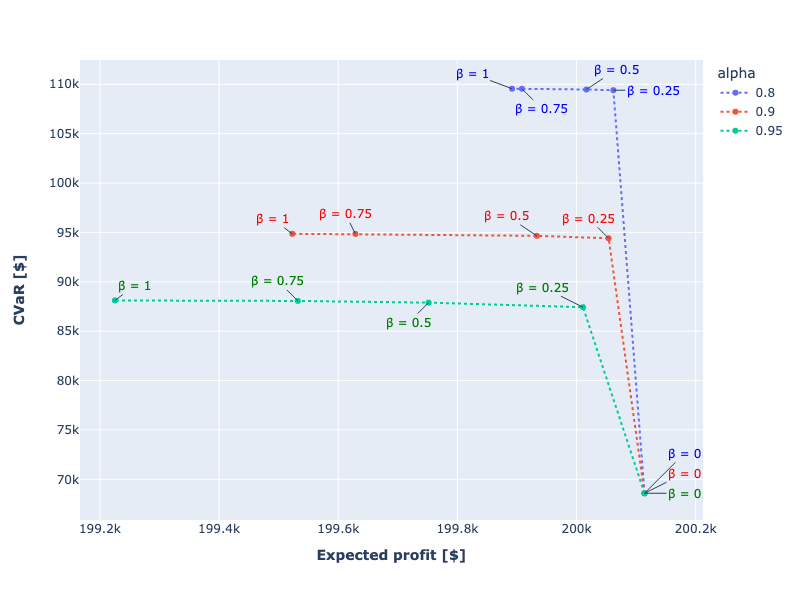 β = 1
β = 0.5
β = 0.75
β = 0.25
β = 1
β = 0.75
β = 0.5
β = 0.25
β = 1
β = 0.75
β = 0.5
β = 0.25
β = 0
β = 0
β = 0
alpha
0.8
0.9
0.95
110k
105k
100k
95k
90k
85k
80k
75k
70k
CVaR [$]
199.2k
199.4k
199.6k
199.8k
200k
200.2k
Expected profit [$]